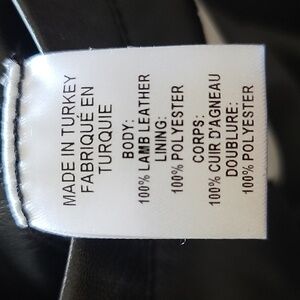 MADE IN TURKEY
FABRIQUÉ EN
TURQUIE
BODY:
100% LAMB LEATHER
LINING:
100% POLYESTER
CORPS:
100% CUIR D'AGNEAU
DOUBLURE:
100% POLYESTER